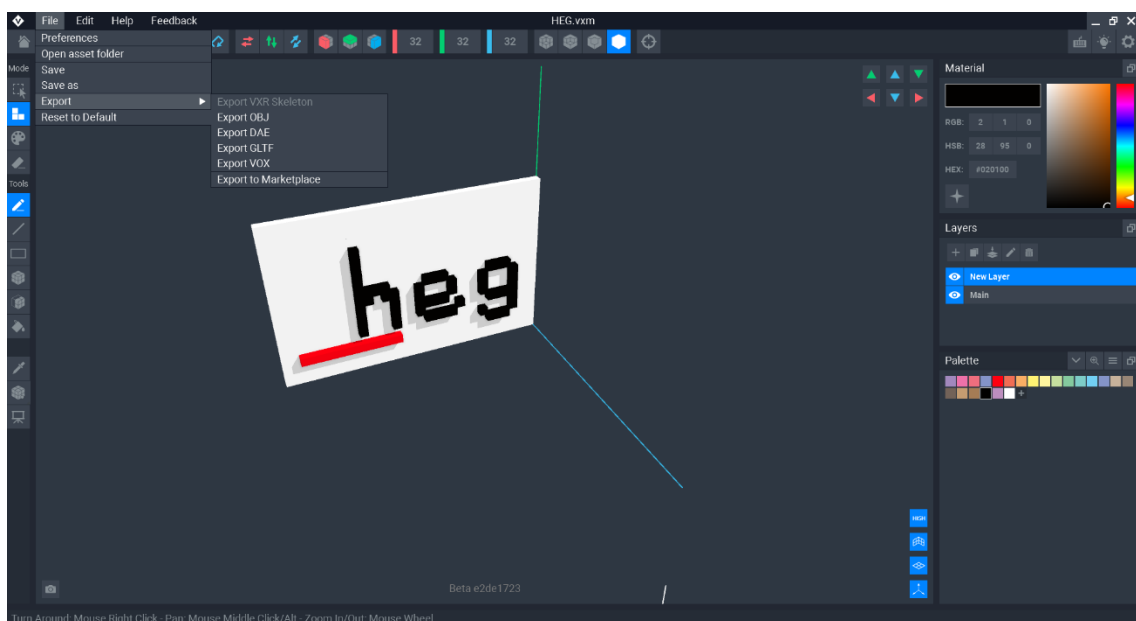 File Edit Help Feedback HEG.vxm
Preferences
Open asset folder
Save
Save as
Export
Reset to Default
Export VXR Skeleton
Export OBJ
Export DAE
Export GLTF
Export VOX
Export to Marketplace
32 32 32
Mode
Tools
heg
Material
RGB: 2 1 0
HSB: 28 95 0
HEX: #020100
Layers
New Layer
Main
Palette
HIGH
Beta e2de1723
Turn Around: Mouse Right Click - Pan: Mouse Middle Click/Alt - Zoom In/Out: Mouse Wheel